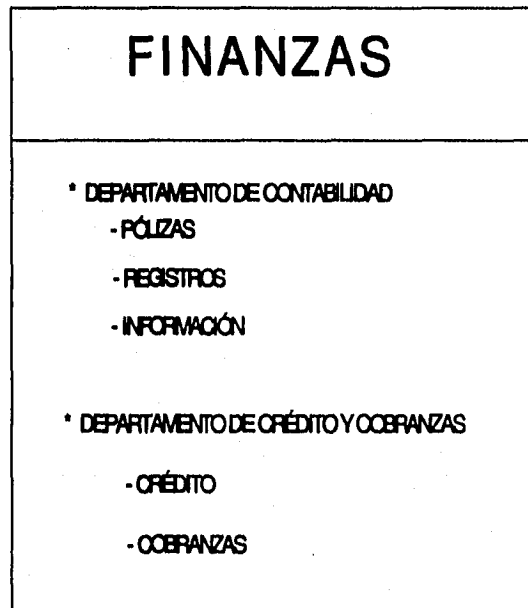 FINANZAS
* DEPARTAMENTO DE CONTABILIDAD
- PÓLIZAS
- REGISTROS
- INFORMACIÓN
* DEPARTAMENTO DE CRÉDITO Y COBRANZAS
- CRÉDITO
- COBRANZAS